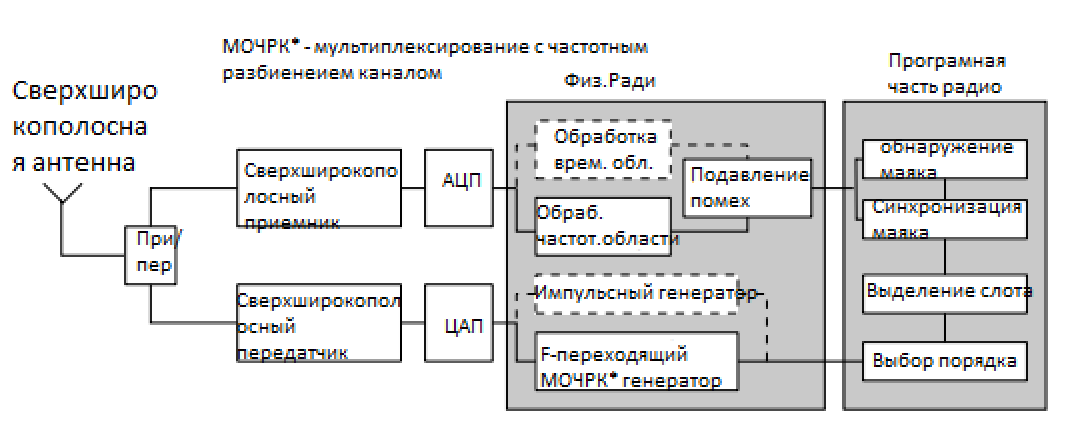 МОЧРК* - мультиплексирование с частотным
разбиенеием каналом
Сверхширо
кополосна
я антенна
При/
пер
Сверхширокопо
лосный
приемник
АЦП
Сверхширокопол
осный
передатчик
ЦАП
Физ.Ради
Обработка
врем. обл.
Обраб.
частот.области
Подавление
помех
Импульсный генератор
F-переходящий
МОЧРК* генератор
Програмная
часть радио
обнаружение
маяка
Синхронизация
маяка
Выделение слота
Выбор порядка